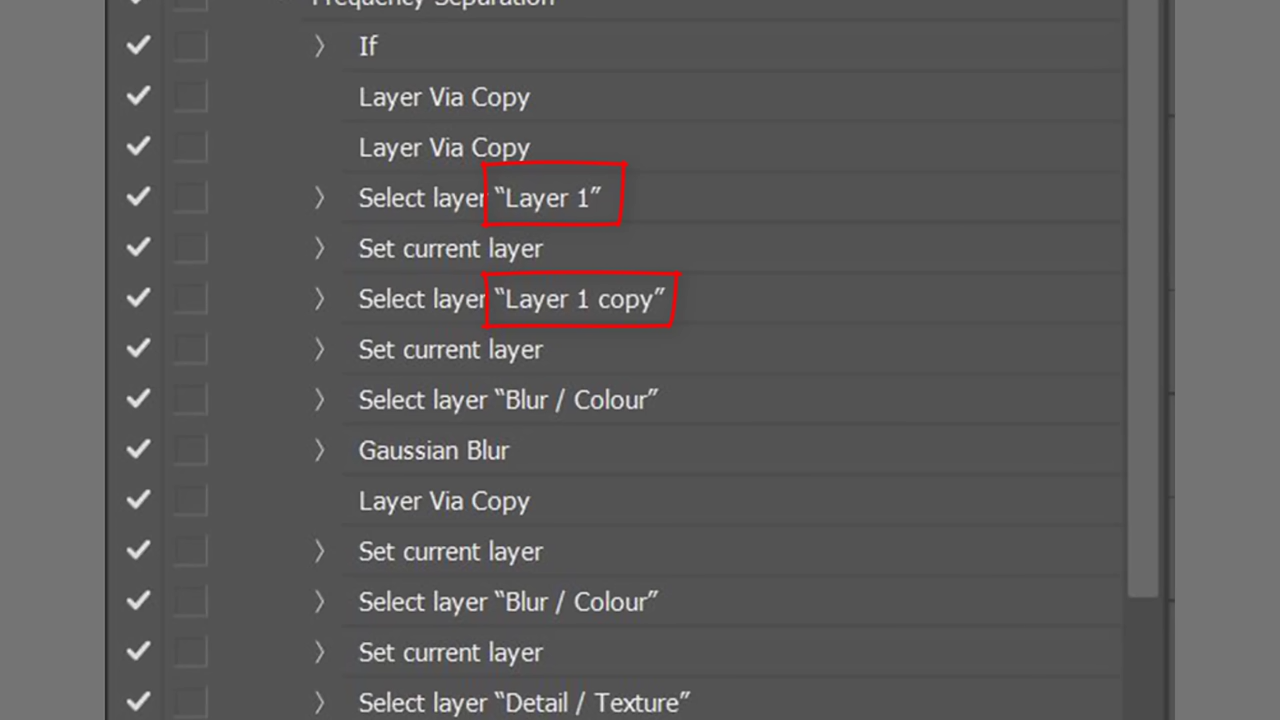 Frequency Separation
If
Layer Via Copy
Layer Via Copy
Select layer “Layer 1”
Set current layer
Select layer “Layer 1 copy”
Set current layer
Select layer “Blur / Colour”
Gaussian Blur
Layer Via Copy
Set current layer
Select layer “Blur / Colour”
Set current layer
Select layer “Detail / Texture”